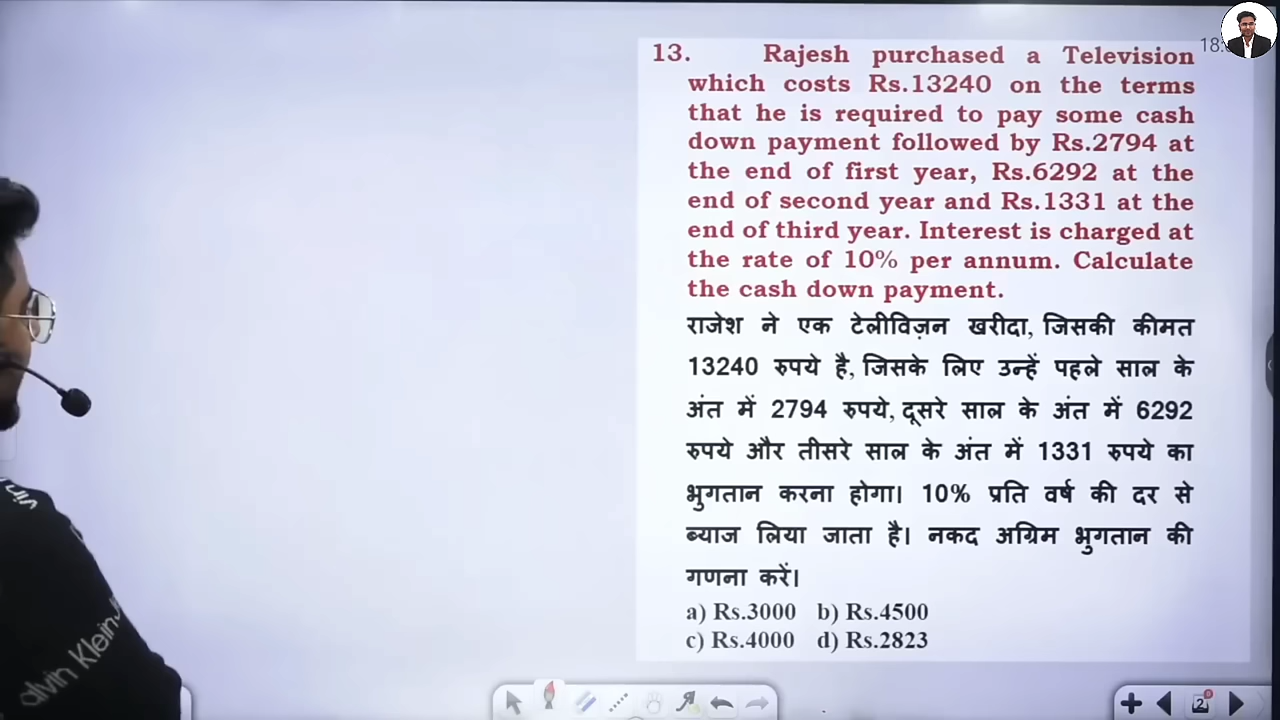 13. Rajesh purchased a Television
which costs Rs.13240 on the terms
that he is required to pay some cash
down payment followed by Rs.2794 at
the end of first year, Rs.6292 at the
end of second year and Rs.1331 at the
end of third year. Interest is charged at
the rate of 10% per annum. Calculate
the cash down payment.
राजेश ने एक टेलीविज़न खरीदा, जिसकी कीमत
13240 रुपये है, जिसके लिए उन्हें पहले साल के
अंत में 2794 रुपये, दूसरे साल के अंत में 6292
रुपये और तीसरे साल के अंत में 1331 रुपये का
भुगतान करना होगा। 10% प्रति वर्ष की दर से
ब्याज लिया जाता है। नकद अग्रिम भुगतान की
गणना करें।
a) Rs.3000 b) Rs.4500
c) Rs.4000 d) Rs.2823
18:
alvin Klein
2